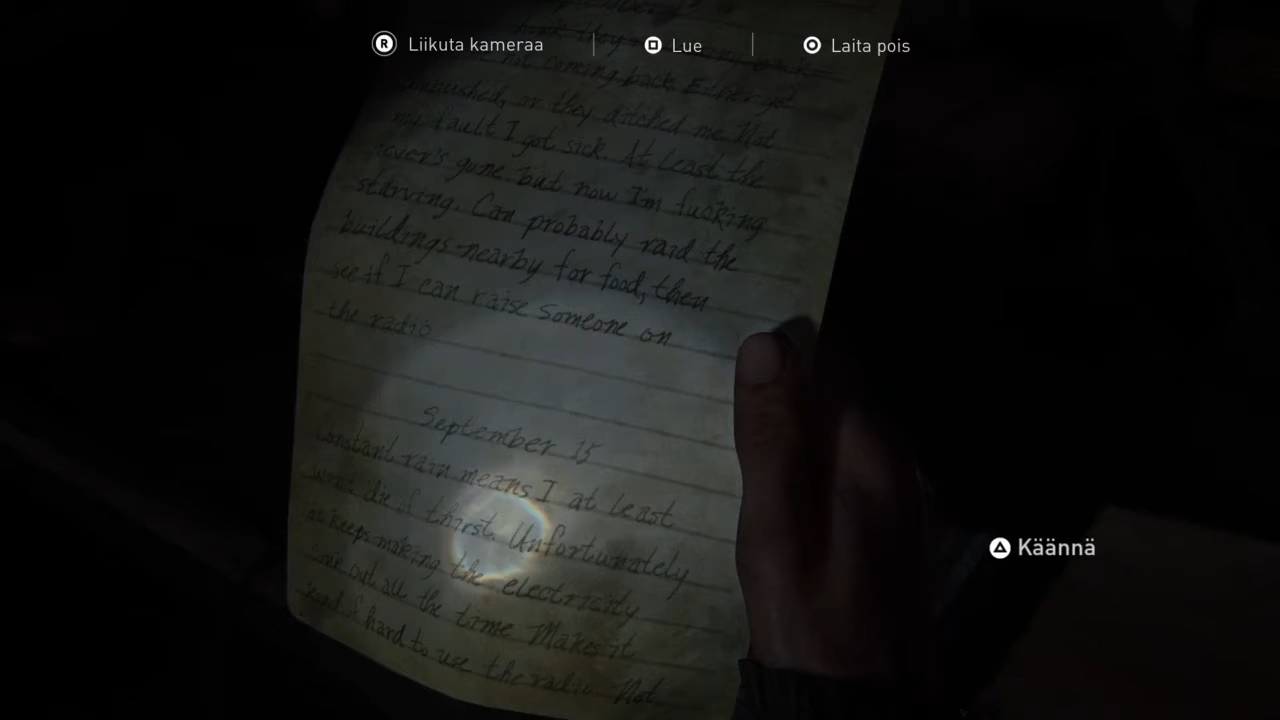 R Liikuta kameraa | Lue | Laita pois
not coming back. Either got
ambushed, or they ditched me. Not
my fault I got sick. At least the
fever's gone but now I'm fucking
starving. Can probably raid the
buildings nearby for food, then
see if I can raise someone on
the radio
September 15
Constant rain means I at least
won't die of thirst. Unfortunately
it keeps making the electricity
out all the time Makes it
kind of hard to use the radio Not
Käännä